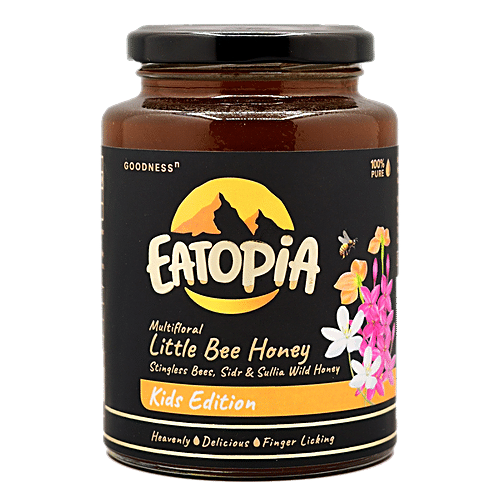 GOODNESSⁿ
100%
PURE
EATOPIA
Multifloral
Little Bee Honey
Stingless Bees, Sidr & Sullia Wild Honey
Kids Edition
Heavenly Delicious Finger Licking